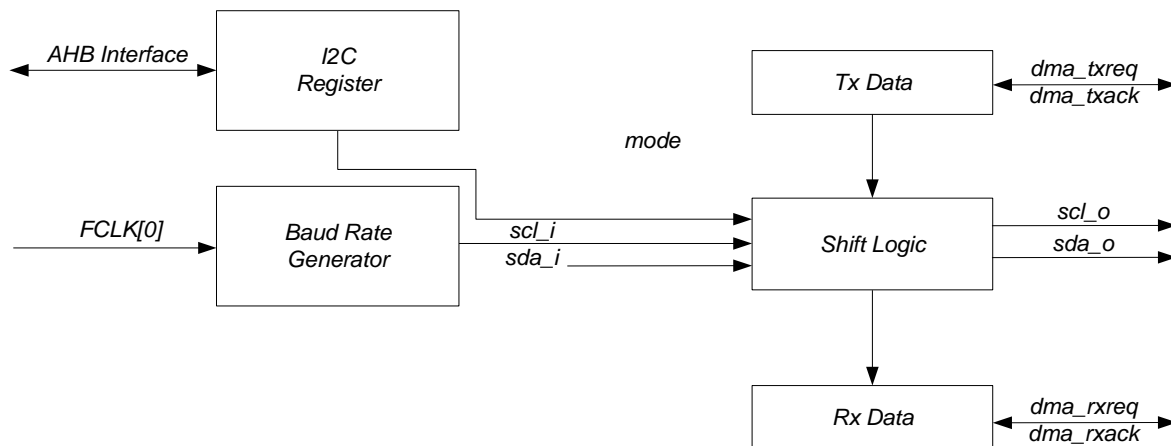 AHB Interface
I2C
Register
Tx Data
dma_txreq
dma_txack
mode
FCLK[0]
Baud Rate
Generator
scl_i
sda_i
Shift Logic
scl_o
sda_o
Rx Data
dma_rxreq
dma_rxack